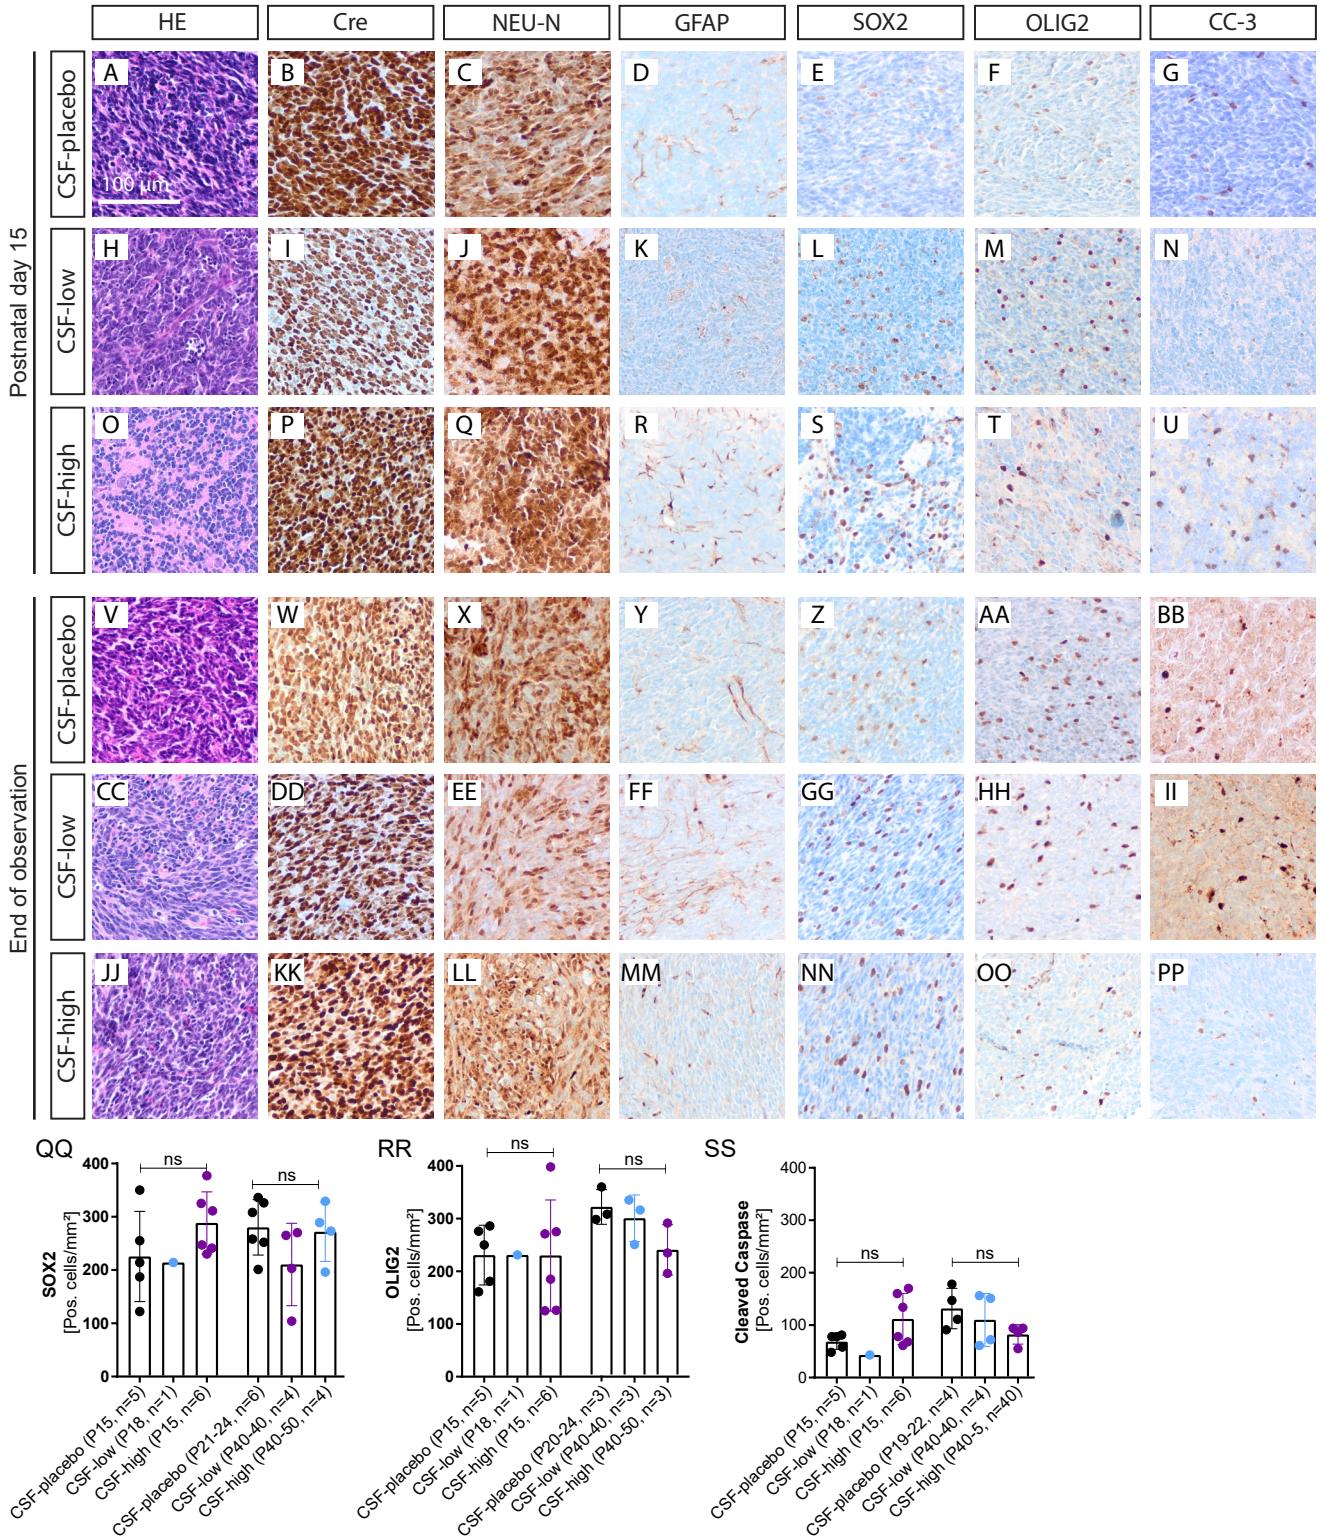 HE Cre NEU-N GFAP SOX2 OLIG2 CC-3
Postnatal day 15
CSF-placebo
A B C D E F G
100 µm
CSF-low
H I J K L M N
CSF-high
O P Q R S T U
End of observation
CSF-placebo
V W X Y Z AA BB
CSF-low
CC DD EE FF GG HH II
CSF-high
JJ KK LL MM NN OO PP
QQ
SOX2
[Pos. cells/mm²]
400
300
200
100
0
ns
ns
CSF-placebo (P15, n=5)
CSF-low (P18, n=1)
CSF-high (P15, n=6)
CSF-placebo (P21-24, n=6)
CSF-low (P40-40, n=4)
CSF-high (P40-50, n=4)
RR
OLIG2
[Pos. cells/mm²]
400
300
200
100
0
ns
ns
CSF-placebo (P15, n=5)
CSF-low (P18, n=1)
CSF-high (P15, n=6)
CSF-placebo (P20-24, n=3)
CSF-low (P40-40, n=3)
CSF-high (P40-50, n=3)
SS
Cleaved Caspase
[Pos. cells/mm²]
400
300
200
100
0
ns
ns
CSF-placebo (P15, n=5)
CSF-low (P18, n=1)
CSF-high (P15, n=6)
CSF-placebo (P19-22, n=4)
CSF-low (P40-40, n=4)
CSF-high (P40-5, n=40)